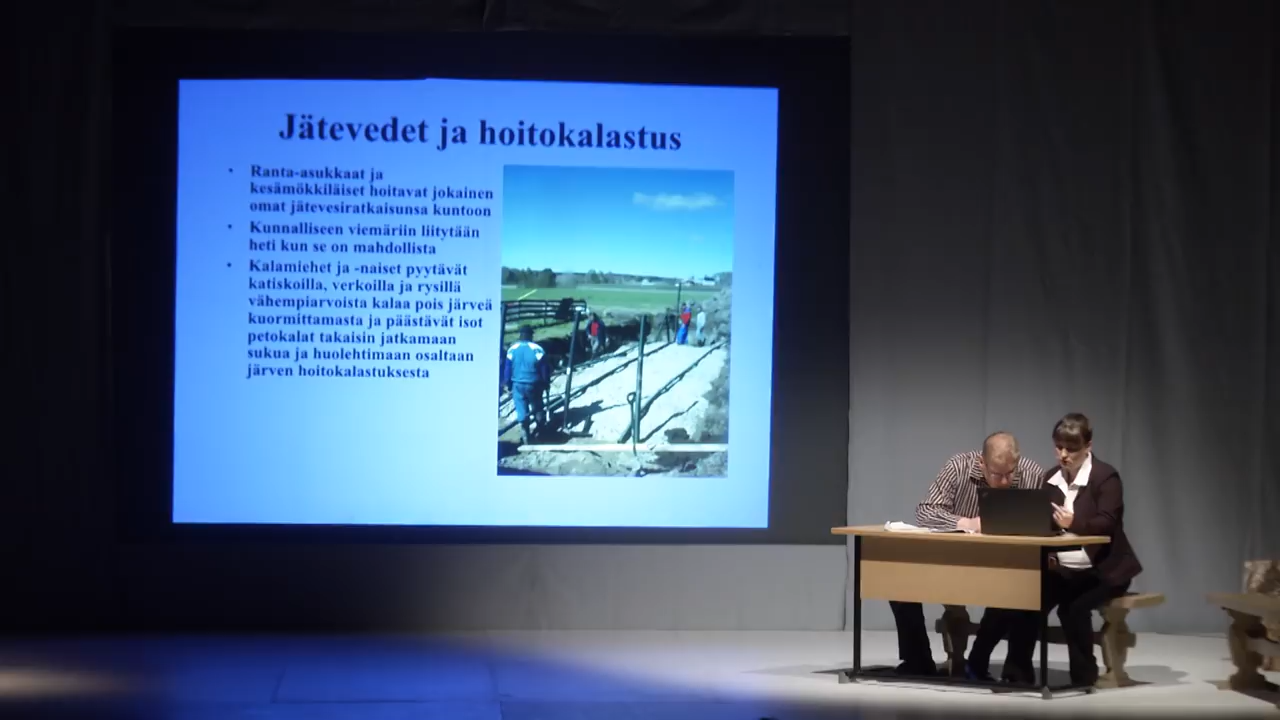 Jätevedet ja hoitokalastus
• Ranta-asukkaat ja
kesämökkiläiset hoitavat jokainen
omat jätevesiratkaisunsa kuntoon
• Kunnalliseen viemäriin liitytään
heti kun se on mahdollista
• Kalamiehet ja -naiset pyytävät
katiskoilla, verkoilla ja rysillä
vähempiarvoista kalaa pois järveä
kuormittamasta ja päästävät isot
petokalat takaisin jatkamaan
sukua ja huolehtimaan osaltaan
järven hoitokalastuksesta